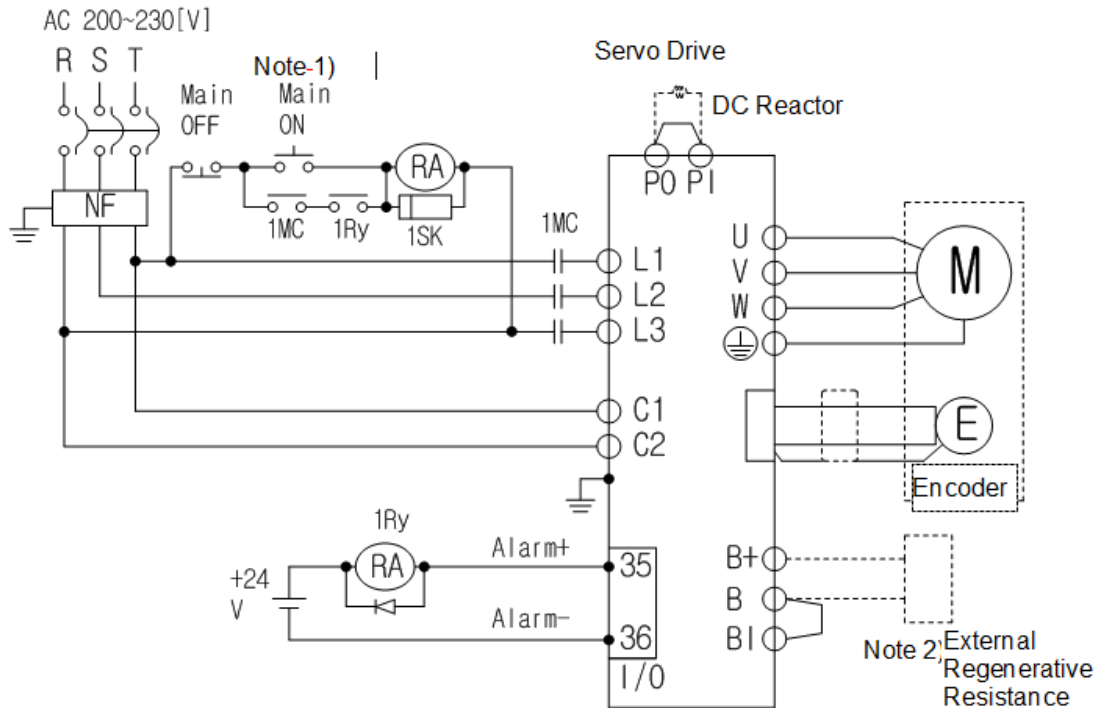 AC 200~230[V]
R S T
Note-1)
Main
OFF
Main
ON
RA
1MC
1Ry
1SK
NF
1MC
Servo Drive
DC Reactor
PO PI
L1
L2
L3
C1
C2
U
V
W
M
E
Encoder
1Ry
RA
+24
V
Alarm+
35
Alarm-
36
I/O
B+
B
BI
Note 2)
External
Regenerative
Resistance